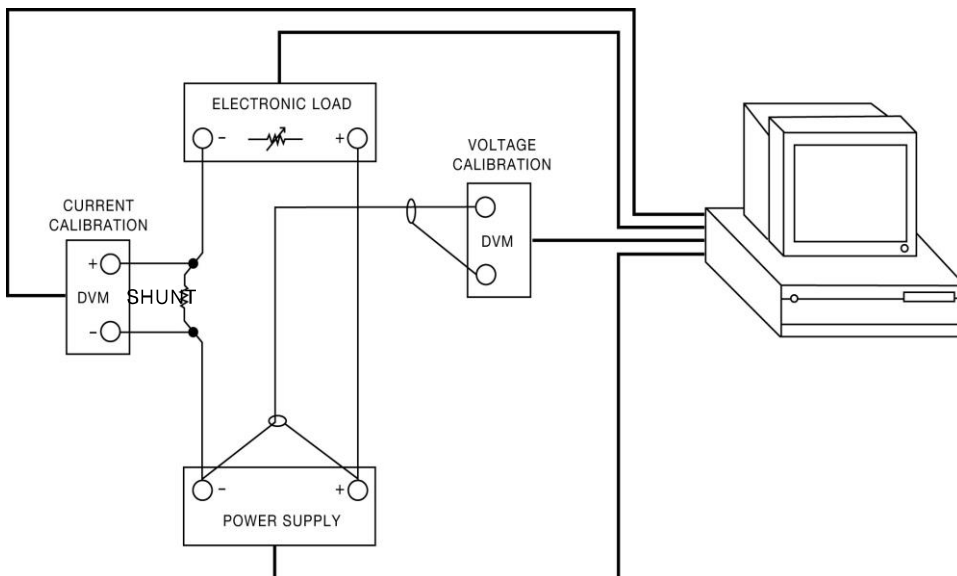 ELECTRONIC LOAD
- +
VOLTAGE
CALIBRATION
CURRENT
CALIBRATION
+
DVM
-
SHUNT
DVM
- +
POWER SUPPLY